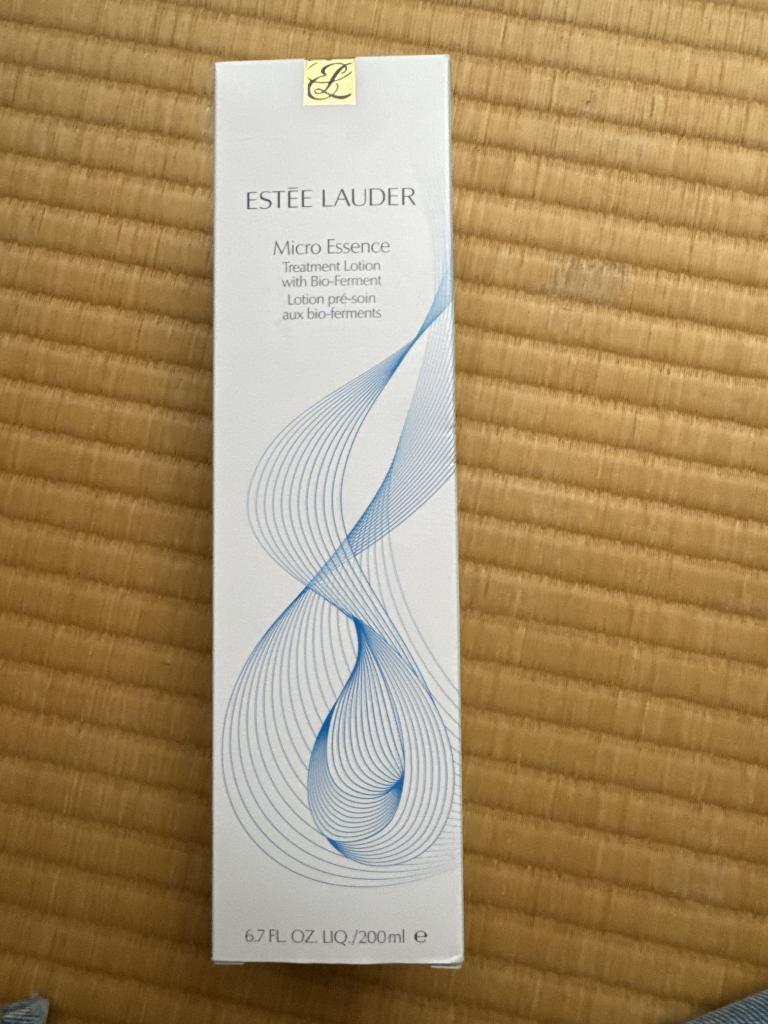 EL
ESTĒE LAUDER
Micro Essence
Treatment Lotion
with Bio-Ferment
Lotion pré-soin
aux bio-ferments
6.7 FL. OZ. LIQ./200ml ℮